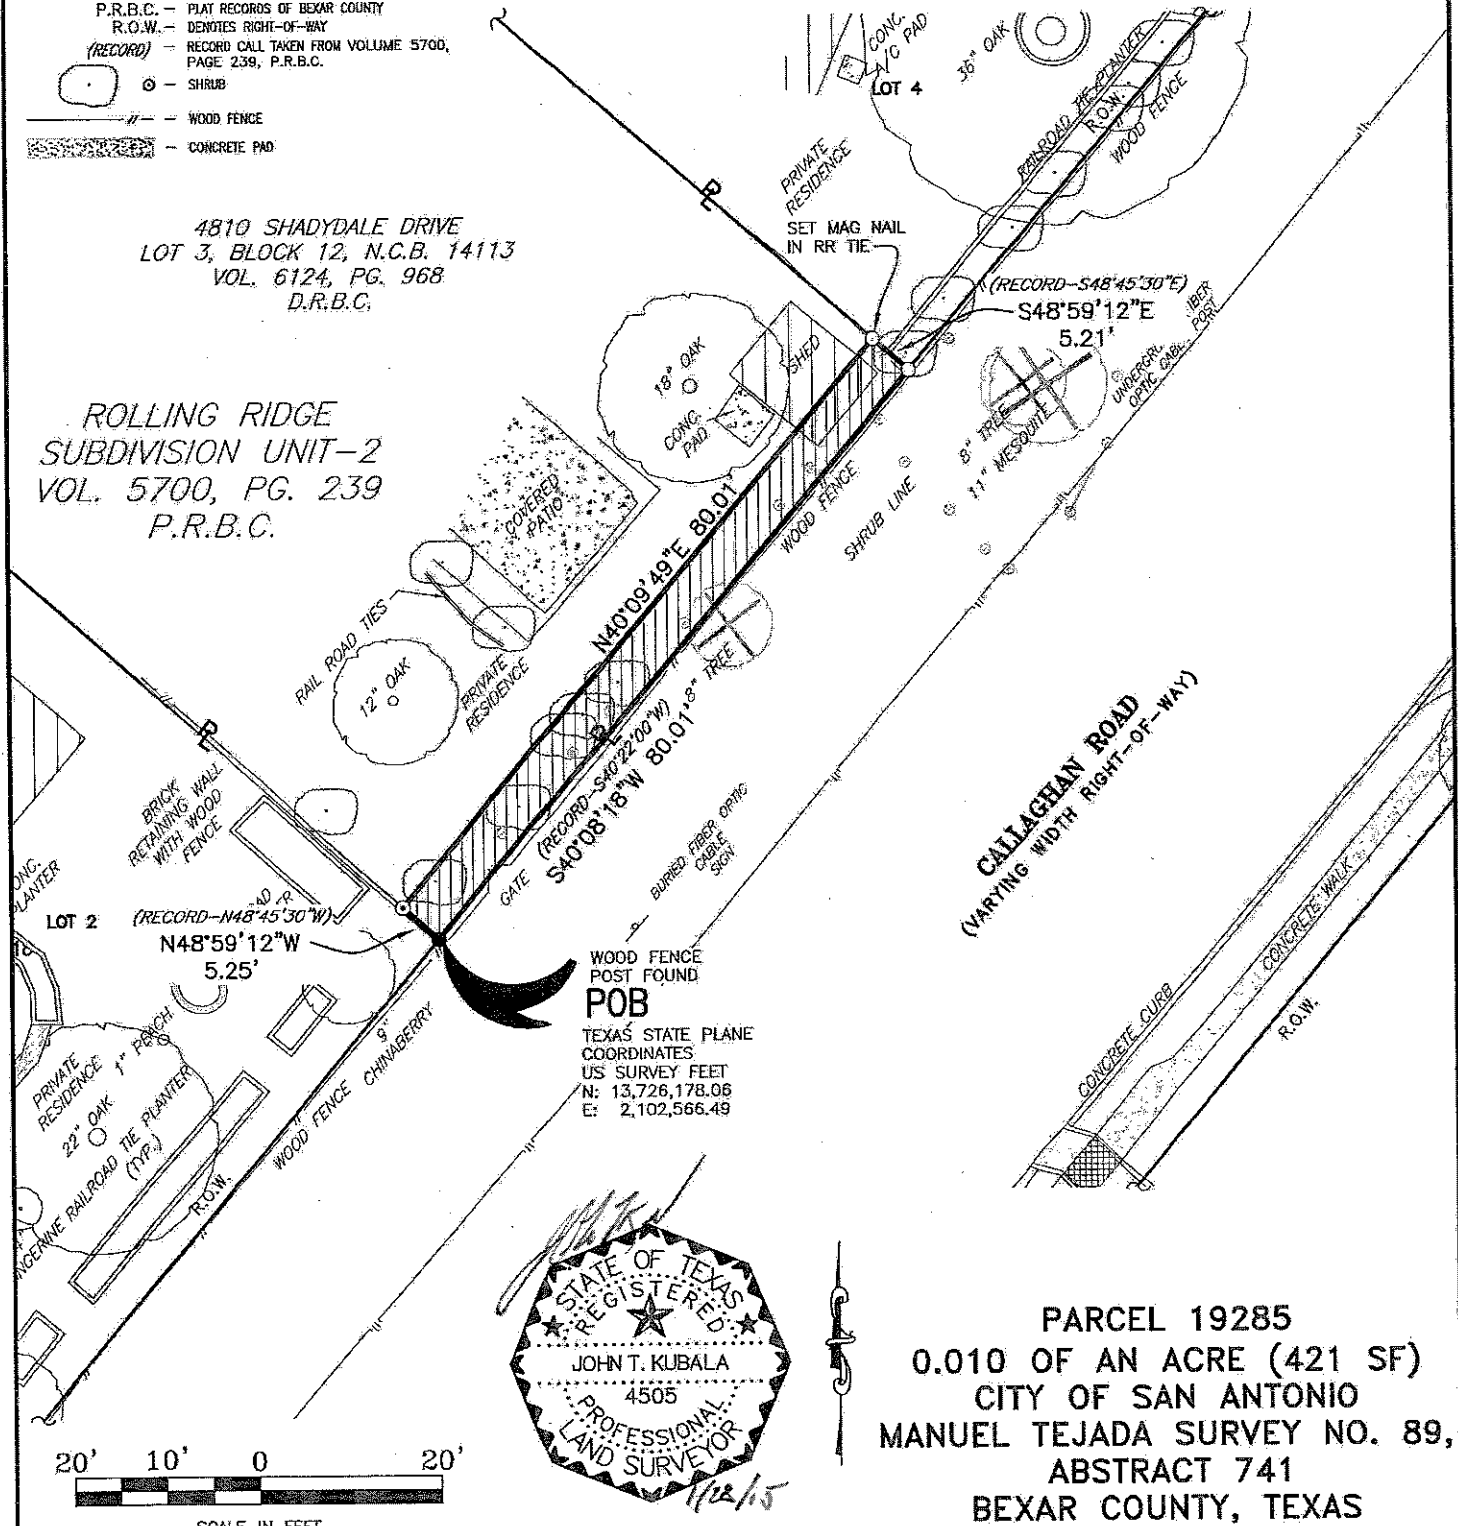 P.R.B.C. – PLAT RECORDS OF BEXAR COUNTY
R.O.W. – DENOTES RIGHT-OF-WAY
(RECORD) – RECORD CALL TAKEN FROM VOLUME 5700,
PAGE 239, P.R.B.C.
– SHRUB
– WOOD FENCE
– CONCRETE PAD
CONC.
A/C PAD
LOT 4
36" OAK
RAILROAD TIE PLANTER
R.O.W.
WOOD FENCE
PRIVATE
RESIDENCE
PL
SET MAG NAIL
IN RR TIE
4810 SHADYDALE DRIVE
LOT 3, BLOCK 12, N.C.B. 14113
VOL. 6124, PG. 968
D.R.B.C.
(RECORD-S48°45'30"E)
S48°59'12"E
5.21'
OPTIC CABLE
POST
18" OAK
SHED
CONC.
PAD
8" TREE
11" MESQUITE
ROLLING RIDGE
SUBDIVISION UNIT-2
VOL. 5700, PG. 239
P.R.B.C.
COVERED
PATIO
N40°09'49"E 80.01'
WOOD FENCE
SHRUB LINE
RAIL ROAD TIES
12" OAK
PRIVATE
RESIDENCE
8" TREE
PL
PL
(RECORD-S40°22'00"W)
S40°08'18"W 80.01'
GATE
BURIED FIBER OPTIC
CABLE
SIGN
CALLAGHAN ROAD
(VARYING WIDTH RIGHT-OF-WAY)
BRICK
RETAINING WALL
WITH WOOD
FENCE
PLANTER
LOT 2
(RECORD-N48°45'30"W)
N48°59'12"W
5.25'
WOOD FENCE
POST FOUND
POB
TEXAS STATE PLANE
COORDINATES
US SURVEY FEET
N: 13,726,178.06
E: 2,102,566.49
CONCRETE WALK
CONCRETE CURB
R.O.W.
9"
CHINABERRY
WOOD FENCE
1" PEACH
PRIVATE
RESIDENCE
22" OAK
RAILROAD TIE PLANTER
(TYP.)
R.O.W.
STATE OF TEXAS
REGISTERED
JOHN T. KUBALA
4505
PROFESSIONAL
LAND SURVEYOR
1/28/15
20' 10' 0 20'
SCALE IN FEET
PARCEL 19285
0.010 OF AN ACRE (421 SF)
CITY OF SAN ANTONIO
MANUEL TEJADA SURVEY NO. 89,
ABSTRACT 741
BEXAR COUNTY, TEXAS